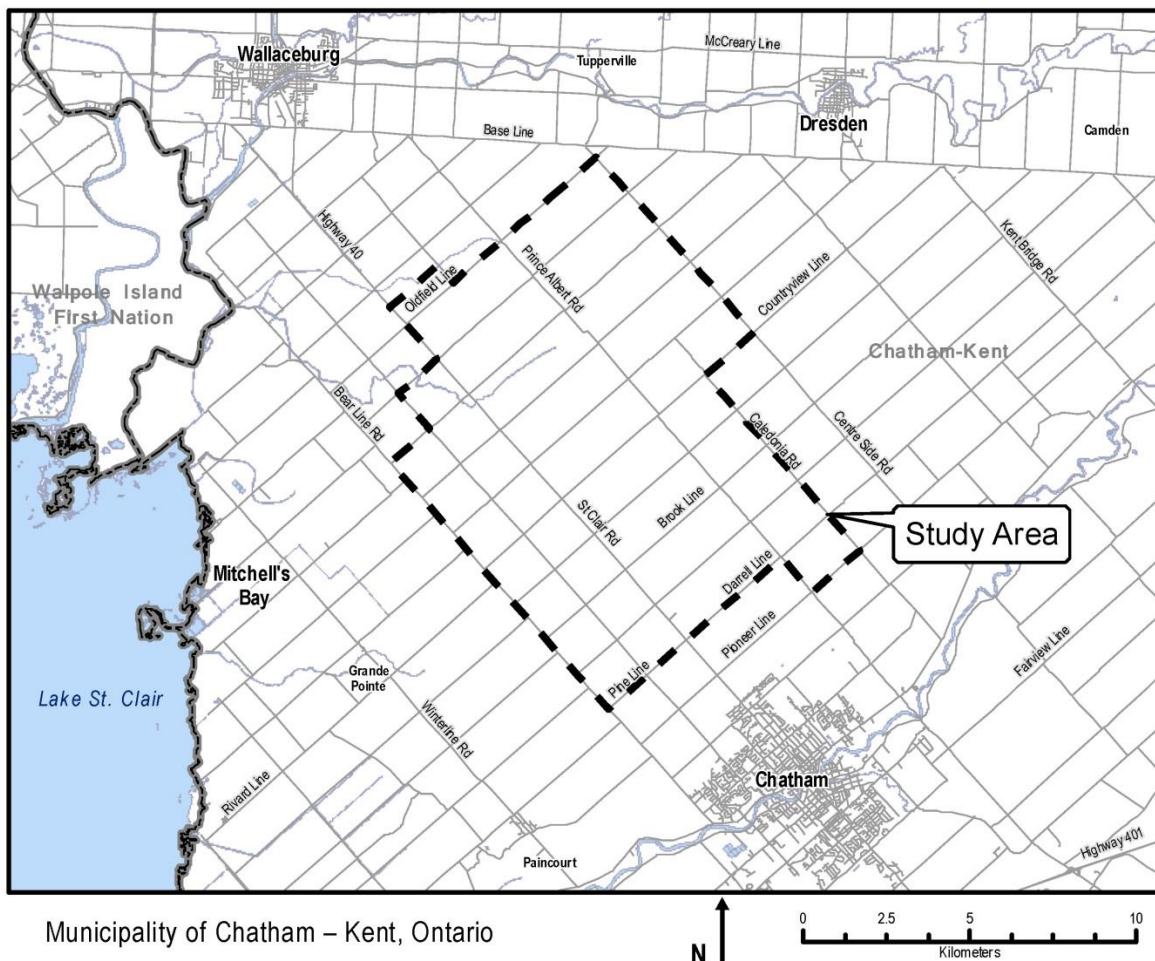 McCreary Line
Wallaceburg
Tupperville
Dresden
Base Line
Camden
Highway 40
Kent Bridge Rd
Prince Albert Rd
Countryview Line
Oldfield Line
Walpole Island
First Nation
Chatham-Kent
Bear Line Rd
Caledonia Rd
Centre Side Rd
St Clair Rd
Brook Line
Study Area
Mitchell's
Bay
Darrell Line
Pioneer Line
Fairview Line
Grande
Pointe
Pine Line
Lake St. Clair
Winterline Rd
Chatham
Rivard Line
Paincourt
Highway 401
Municipality of Chatham – Kent, Ontario
N
0 2.5 5 10
Kilometers